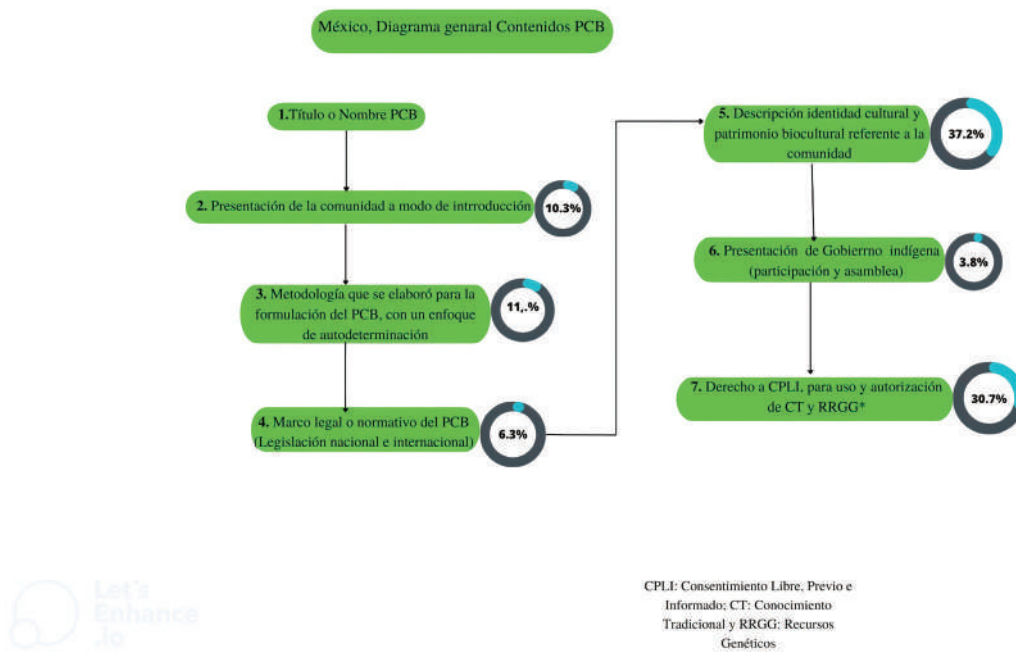 México, Diagrama genaral Contenidos PCB
1.Título o Nombre PCB
2. Presentación de la comunidad a modo de intrroducción
10.3%
3. Metodología que se elaboró para la
formulación del PCB, con un enfoque
de autodeterminación
11,.%
4. Marco legal o normativo del PCB
(Legislación nacional e internacional)
6.3%
5. Descripción identidad cultural y
patrimonio biocultural referente a la
comunidad
37.2%
6. Presentación de Gobierrno indígena
(participación y asamblea)
3.8%
7. Derecho a CPLI, para uso y autorización
de CT y RRGG*
30.7%
CPLI: Consentimiento Libre, Previo e
Informado; CT: Conocimiento
Tradicional y RRGG: Recursos
Genéticos
Let's
Enhance
.io